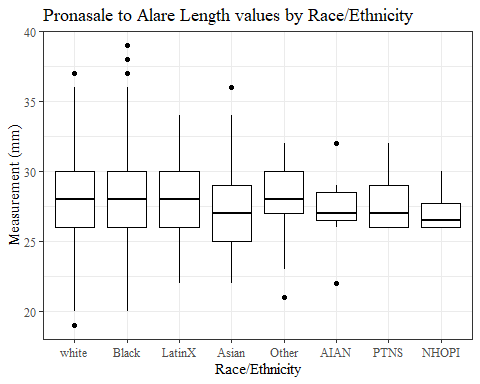 Pronasale to Alare Length values by Race/Ethnicity
40
35
30
25
20
Measurement (mm)
white Black LatinX Asian Other AIAN PTNS NHOPI
Race/Ethnicity